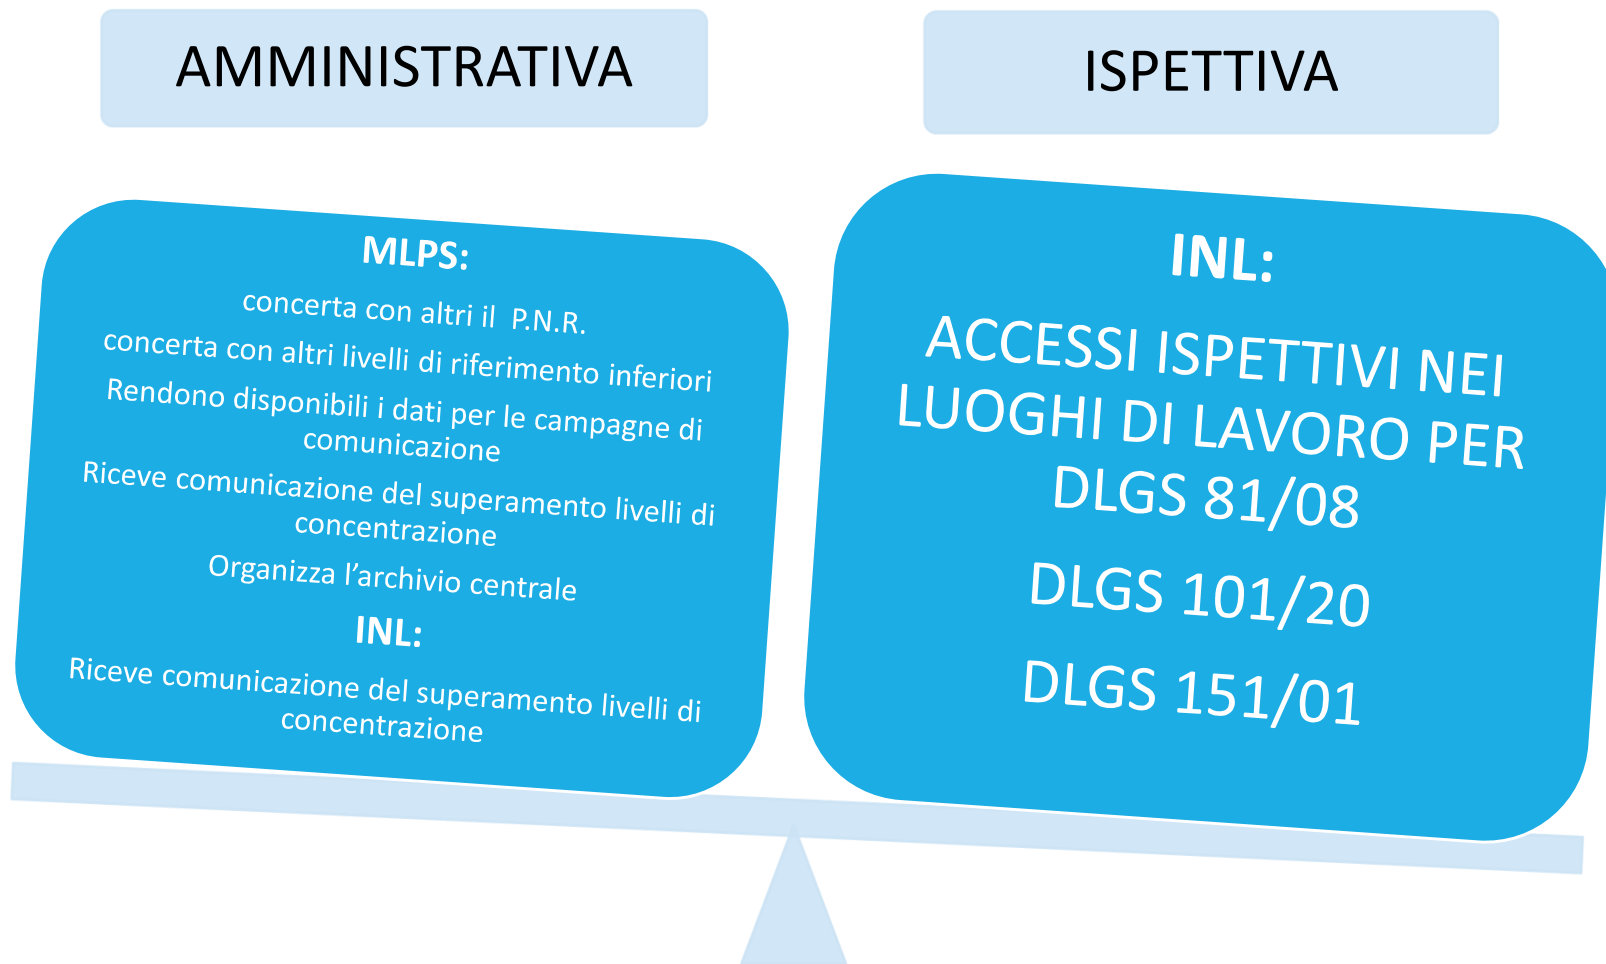 AMMINISTRATIVA
ISPETTIVA
MLPS:
concerta con altri il P.N.R.
concerta con altri livelli di riferimento inferiori
Rendono disponibili i dati per le campagne di
comunicazione
Riceve comunicazione del superamento livelli di
concentrazione
Organizza l’archivio centrale
INL:
Riceve comunicazione del superamento livelli di
concentrazione
INL:
ACCESSI ISPETTIVI NEI
LUOGHI DI LAVORO PER
DLGS 81/08
DLGS 101/20
DLGS 151/01